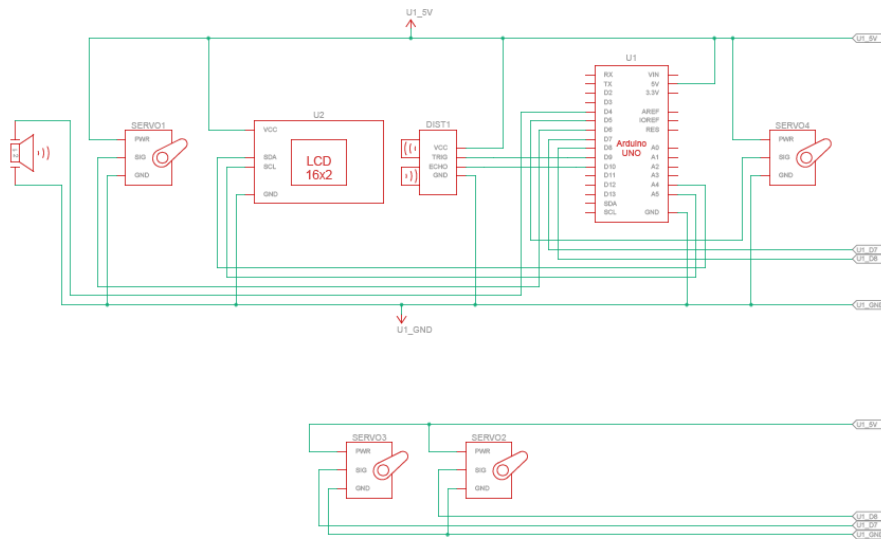 U1_5V
U1_5V
U1
RX
TX
D2
D3
D4
D5
D6
D7
D8
D9
D10
D11
D12
D13
SDA
SCL
VIN
5V
3.3V
AREF
IOREF
RES
A0
A1
A2
A3
A4
A5
GND
Arduino
UNO
SERVO1
PWR
SIG
GND
U2
VCC
SDA
SCL
GND
LCD
16x2
DIST1
VCC
TRIG
ECHO
GND
SERVO4
PWR
SIG
GND
U1_D7
U1_D8
U1_GND
U1_GND
U1_5V
SERVO3
PWR
SIG
GND
SERVO2
PWR
SIG
GND
U1_D8
U1_D7
U1_GND